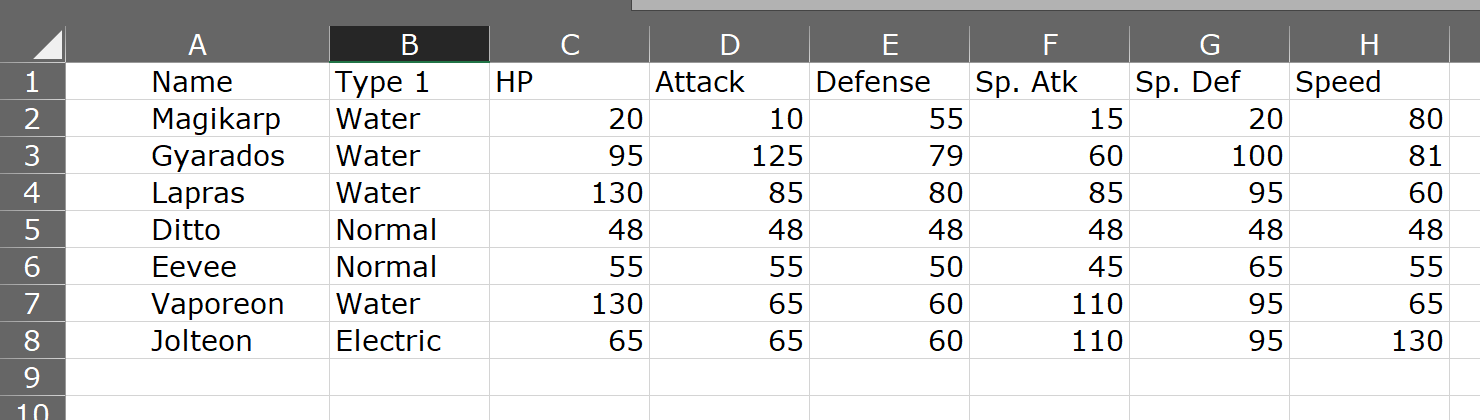 A B C D E F G H
1 Name Type 1 HP Attack Defense Sp. Atk Sp. Def Speed
2 Magikarp Water 20 10 55 15 20 80
3 Gyarados Water 95 125 79 60 100 81
4 Lapras Water 130 85 80 85 95 60
5 Ditto Normal 48 48 48 48 48 48
6 Eevee Normal 55 55 50 45 65 55
7 Vaporeon Water 130 65 60 110 95 65
8 Jolteon Electric 65 65 60 110 95 130
9
10